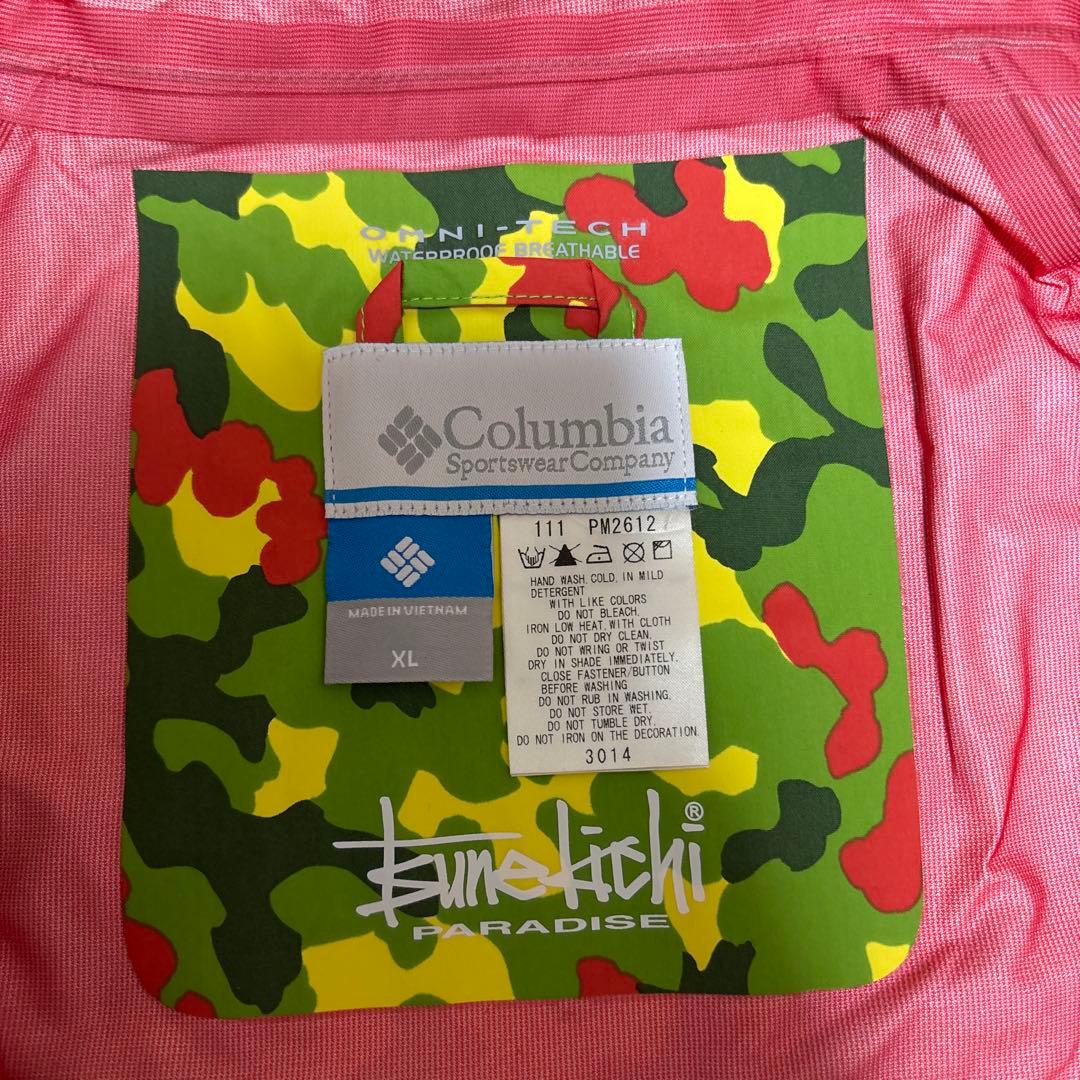 OMNI-TECH
WATERPROOF BREATHABLE
Columbia
SportswearCompany
MADE IN VIETNAM
XL
111 PM2612
HAND WASH.COLD, IN MILD
DETERGENT
WITH LIKE COLORS
DO NOT BLEACH.
IRON LOW HEAT.WITH CLOTH
DO NOT DRY CLEAN.
DO NOT WRING OR TWIST
DRY IN SHADE IMMEDIATELY.
CLOSE FASTENER/BUTTON
BEFORE WASHING
DO NOT RUB IN WASHING.
DO NOT STORE WET.
DO NOT TUMBLE DRY.
DO NOT IRON ON THE DECORATION
3014
tsunekichi®
PARADISE